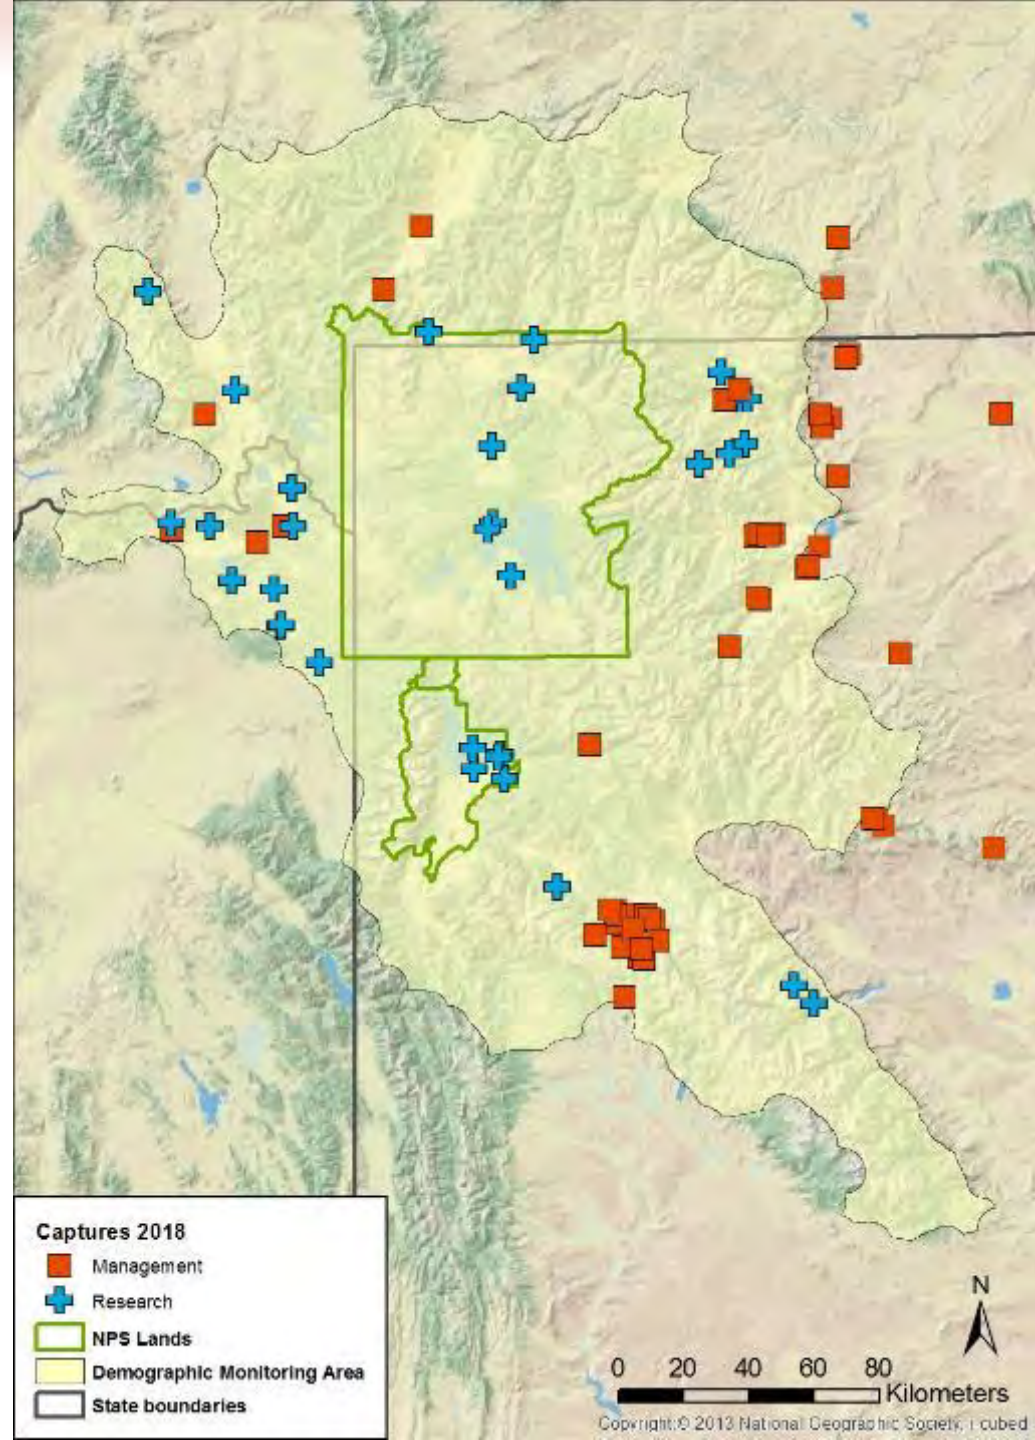 Captures 2018
Management
Research
NPS Lands
Demographic Monitoring Area
State boundaries
N
0 20 40 60 80
Kilometers
Copyright:© 2013 National Geographic Society, i-cubed